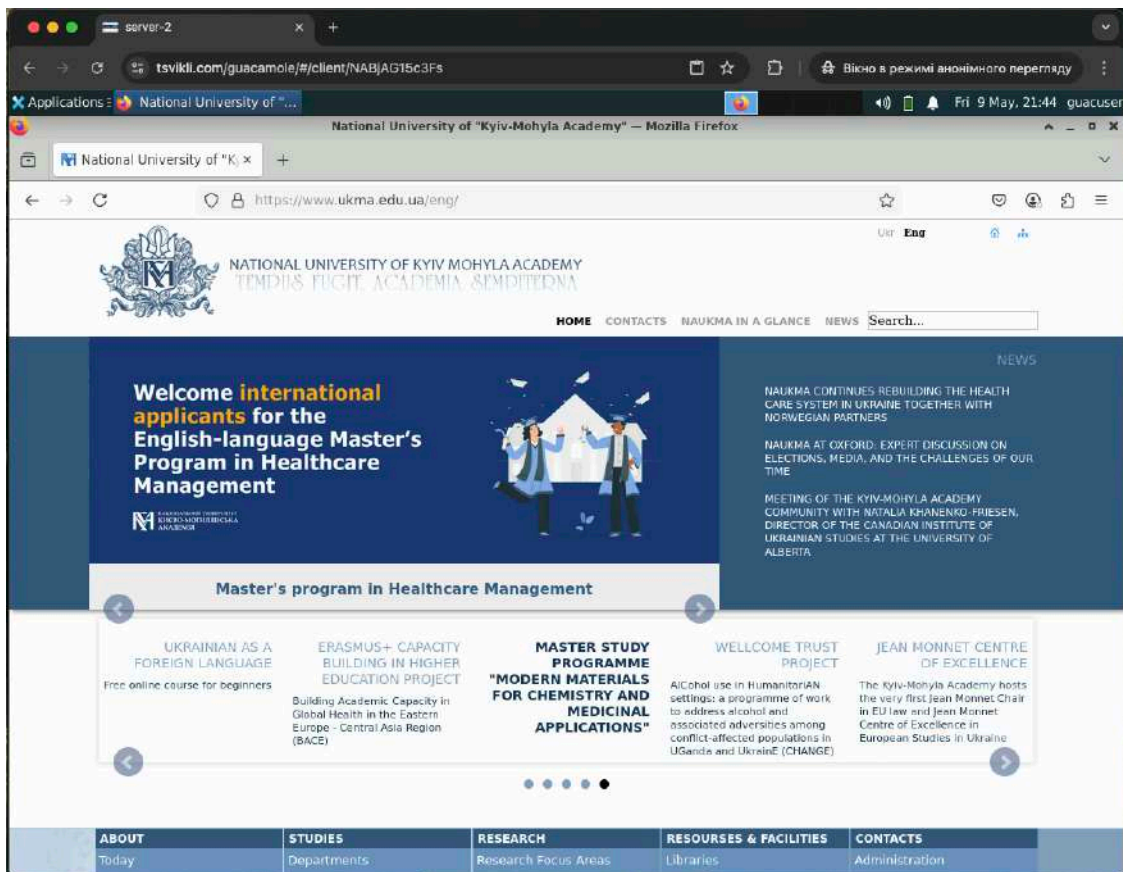 server-2
tsvikli.com/guacamole/#/client/NABjAG15c3Fs
Вікно в режимі анонімного перегляду
Applications
National University of "...
Fri 9 May, 21:44 guacuser
National University of "Kyiv-Mohyla Academy" — Mozilla Firefox
National University of "K
https://www.ukma.edu.ua/eng/
Ukr Eng
NATIONAL UNIVERSITY OF KYIV MOHYLA ACADEMY
TEMPUS FUGIT, ACADEMIA SEMPITERNA
HOME CONTACTS NAUKMA IN A GLANCE NEWS Search...
Welcome international
applicants for the
English-language Master's
Program in Healthcare
Management
КИЄВО-МОГИЛЯНСЬКА
АКАДЕМІЯ
Master's program in Healthcare Management
NEWS
NAUKMA CONTINUES REBUILDING THE HEALTH
CARE SYSTEM IN UKRAINE TOGETHER WITH
NORWEGIAN PARTNERS
NAUKMA AT OXFORD: EXPERT DISCUSSION ON
ELECTIONS, MEDIA, AND THE CHALLENGES OF OUR
TIME
MEETING OF THE KYIV-MOHYLA ACADEMY
COMMUNITY WITH NATALIA KHANENKO-FRIESEN,
DIRECTOR OF THE CANADIAN INSTITUTE OF
UKRAINIAN STUDIES AT THE UNIVERSITY OF
ALBERTA
UKRAINIAN AS A
FOREIGN LANGUAGE
Free online course for beginners
ERASMUS+ CAPACITY
BUILDING IN HIGHER
EDUCATION PROJECT
Building Academic Capacity in
Global Health in the Eastern
Europe - Central Asia Region
(BACE)
MASTER STUDY
PROGRAMME
"MODERN MATERIALS
FOR CHEMISTRY AND
MEDICINAL
APPLICATIONS"
WELLCOME TRUST
PROJECT
AlCohol use in HumanitariAN
settings: a programme of work
to address alcohol and
associated adversities among
conflict-affected populations in
UGanda and UkrainE (CHANGE)
JEAN MONNET CENTRE
OF EXCELLENCE
The Kyiv-Mohyla Academy hosts
the very first Jean Monnet Chair
in EU law and Jean Monnet
Centre of Excellence in
European Studies in Ukraine
ABOUT STUDIES RESEARCH RESOURSES & FACILITIES CONTACTS
Today Departments Research Focus Areas Libraries Administration